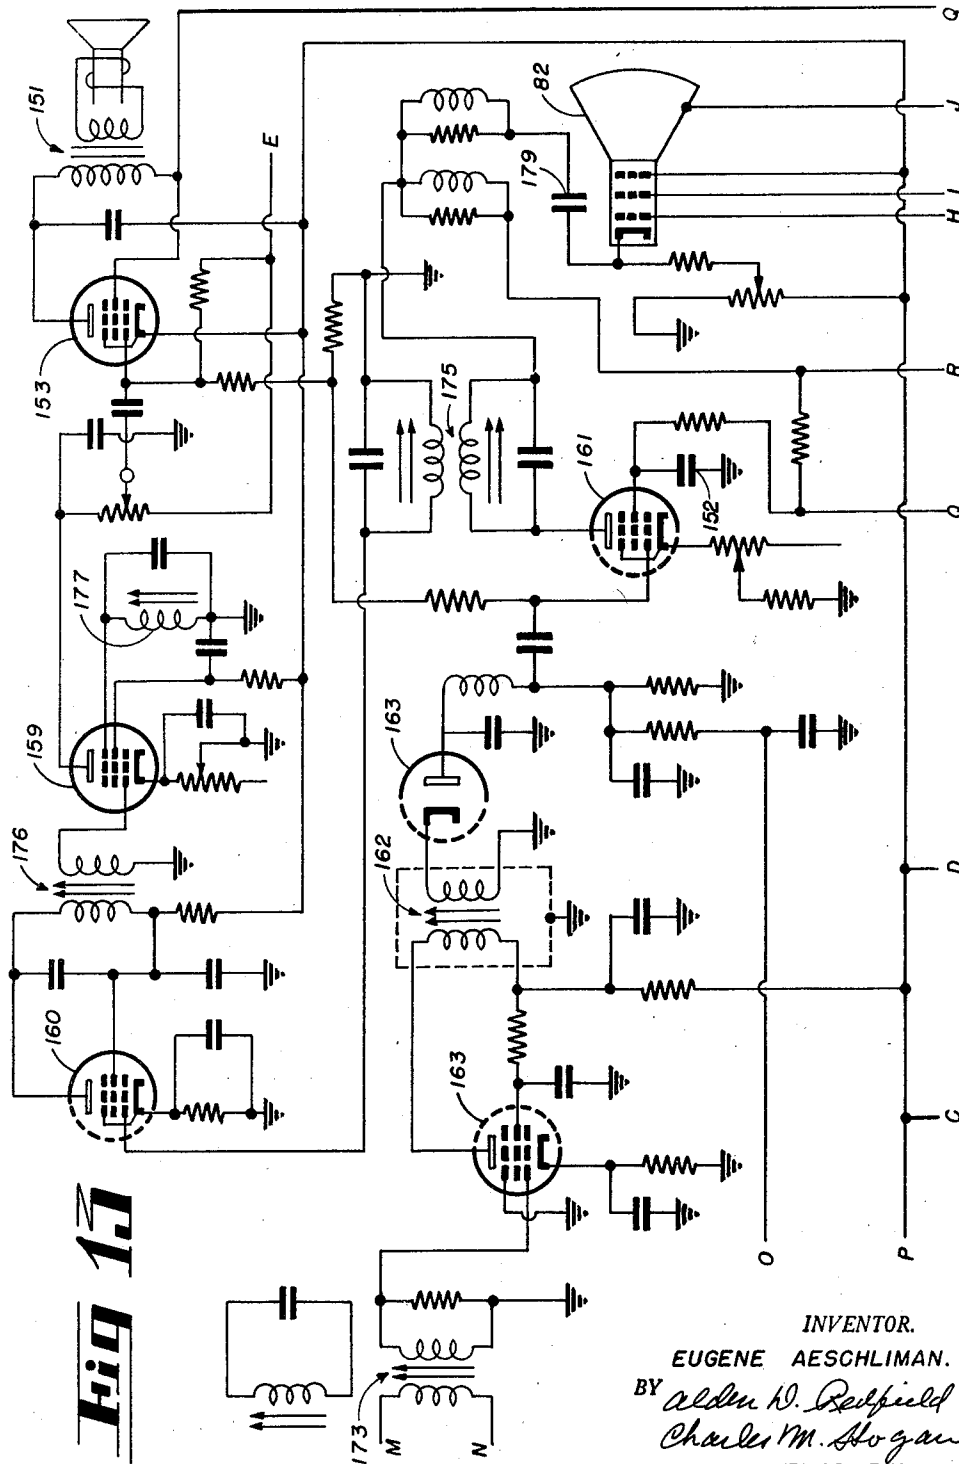 Fig 13
151
153
E
177
159
176
160
175
179
82
161
152
163
162
163
173
M
N
O
P
Q
J
I
H
R
O
D
G
INVENTOR.
EUGENE AESCHLIMAN.
BY Alden D. Redfield
Charles M. Hogan